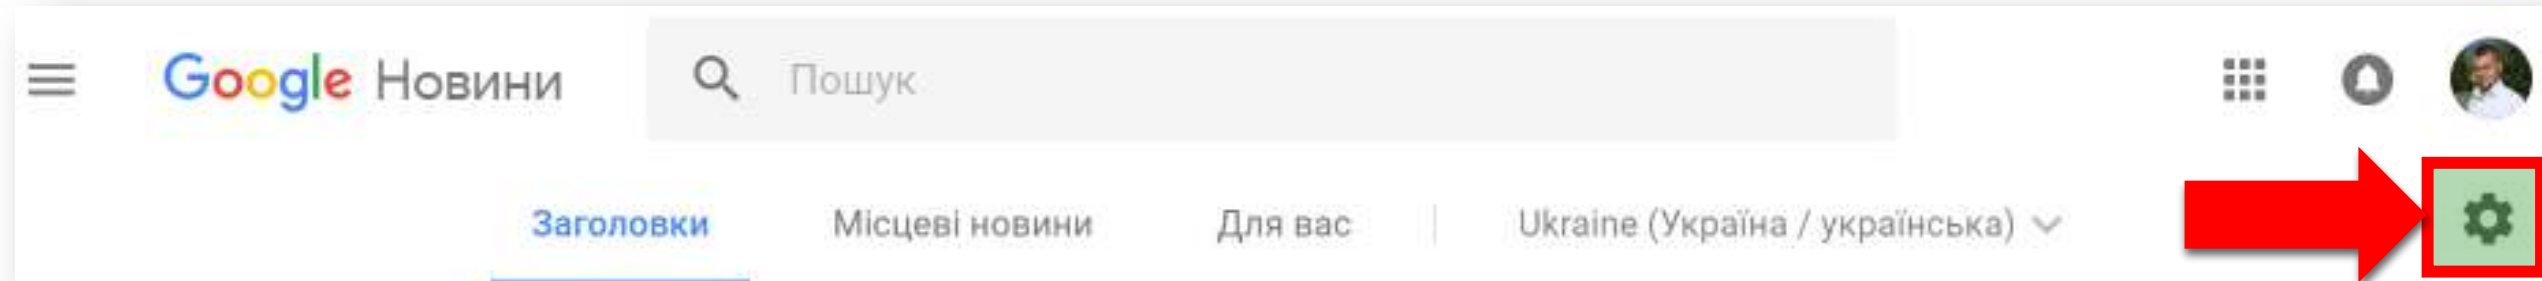 Google Новини
Пошук
Заголовки Місцеві новини Для вас Ukraine (Україна / українська)